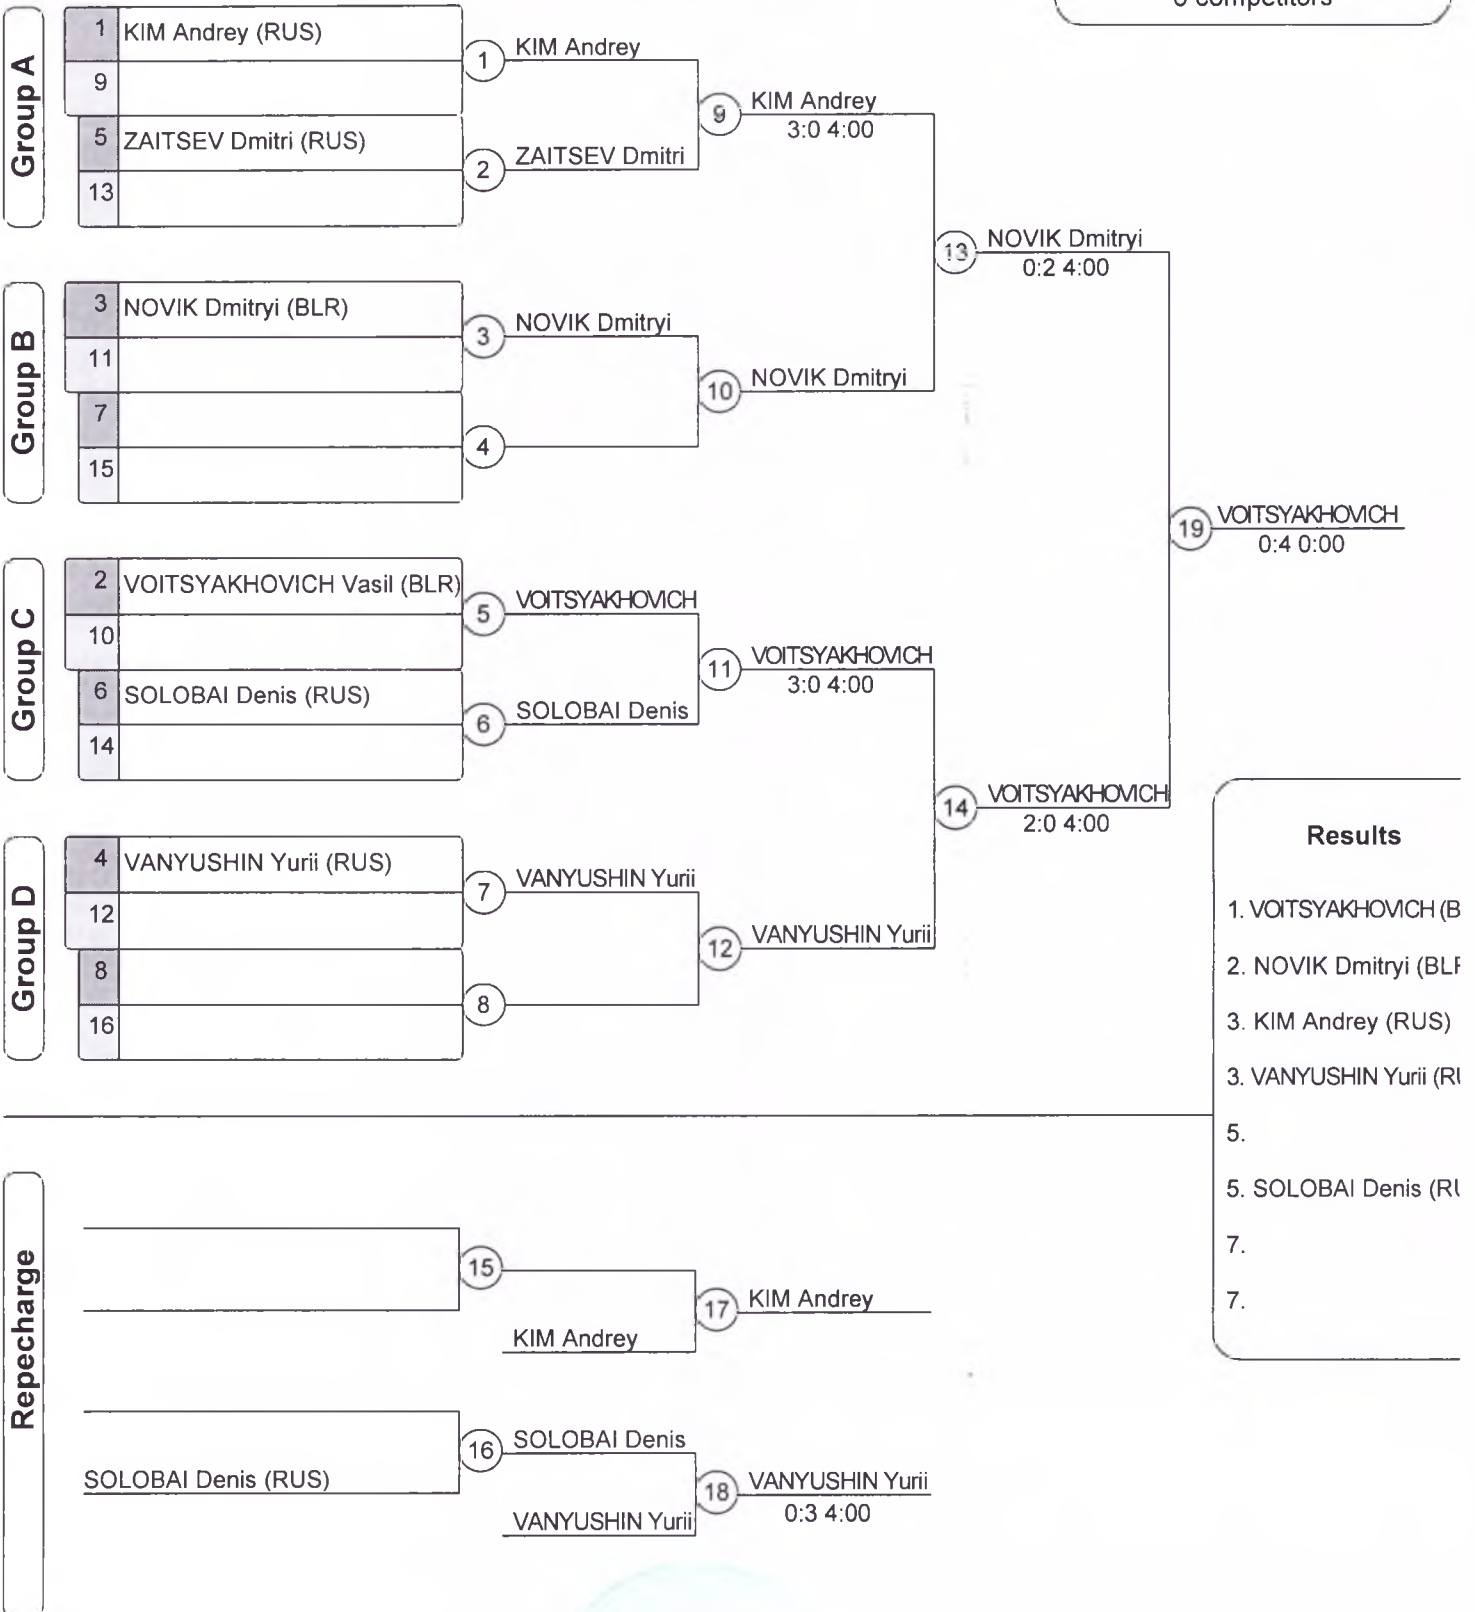 6 competitors
Group A
1 KIM Andrey (RUS)
9
5 ZAITSEV Dmitri (RUS)
13
1 KIM Andrey
2 ZAITSEV Dmitri
9 KIM Andrey
3:0 4:00
Group B
3 NOVIK Dmitryi (BLR)
11
7
15
3 NOVIK Dmitryi
4
10 NOVIK Dmitryi
13 NOVIK Dmitryi
0:2 4:00
Group C
2 VOITSYAKHOVICH Vasil (BLR)
10
6 SOLOBAI Denis (RUS)
14
5 VOITSYAKHOVICH
6 SOLOBAI Denis
11 VOITSYAKHOVICH
3:0 4:00
Group D
4 VANYUSHIN Yurii (RUS)
12
8
16
7 VANYUSHIN Yurii
8
12 VANYUSHIN Yurii
14 VOITSYAKHOVICH
2:0 4:00
19 VOITSYAKHOVICH
0:4 0:00
Results
1. VOITSYAKHOVICH (B
2. NOVIK Dmitryi (BL
3. KIM Andrey (RUS)
3. VANYUSHIN Yurii (R
5.
5. SOLOBAI Denis (R
7.
7.
Repecharge
15
KIM Andrey
17 KIM Andrey
SOLOBAI Denis (RUS)
16 SOLOBAI Denis
VANYUSHIN Yurii
18 VANYUSHIN Yurii
0:3 4:00